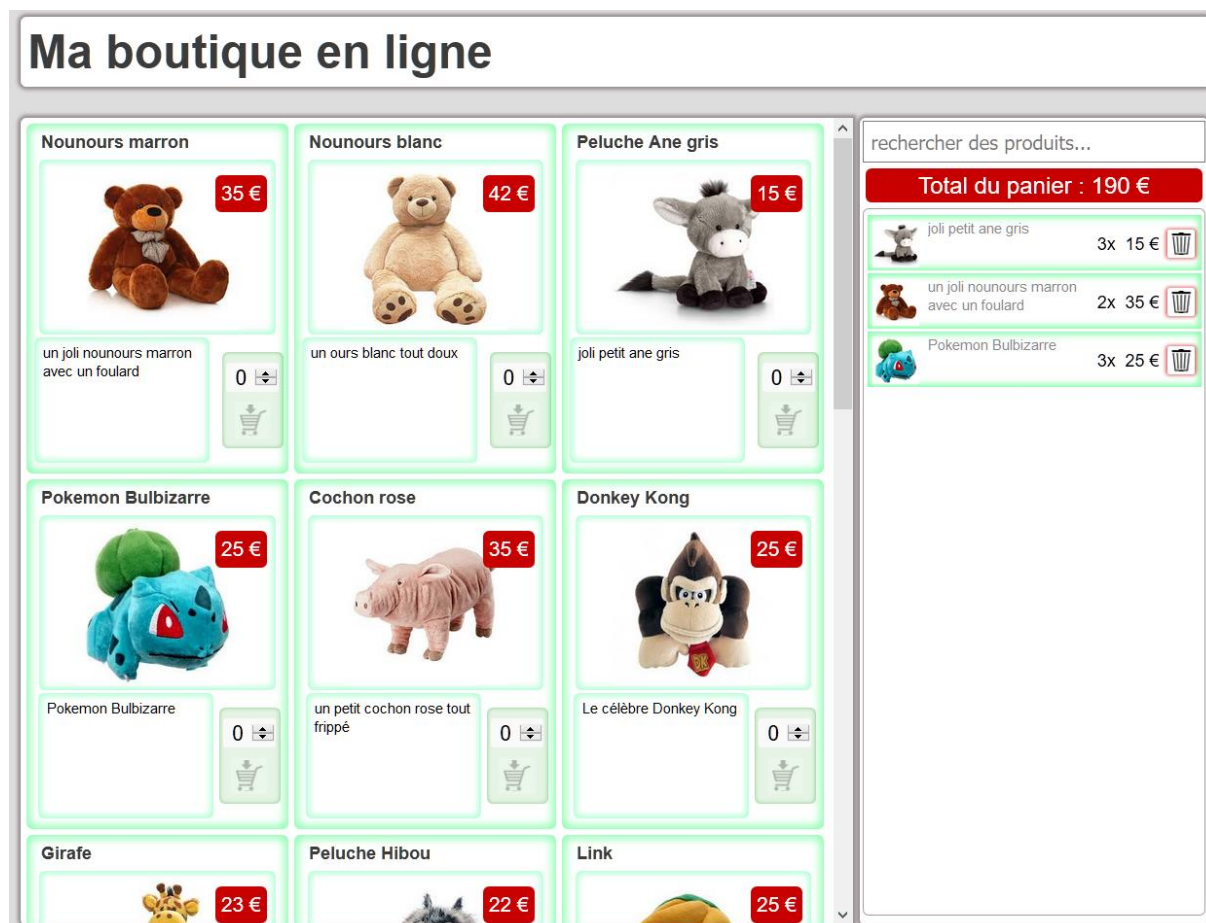 Ma boutique en ligne
Nounours marron
35 €
un joli nounours marron
avec un foulard
0
Nounours blanc
42 €
un ours blanc tout doux
0
Peluche Ane gris
15 €
joli petit ane gris
0
Pokemon Bulbizarre
25 €
Pokemon Bulbizarre
0
Cochon rose
35 €
un petit cochon rose tout
frippé
0
Donkey Kong
25 €
DK
Le célèbre Donkey Kong
0
Girafe
23 €
Peluche Hibou
22 €
Link
25 €
rechercher des produits...
Total du panier : 190 €
joli petit ane gris
3x 15 €
un joli nounours marron
avec un foulard
2x 35 €
Pokemon Bulbizarre
3x 25 €